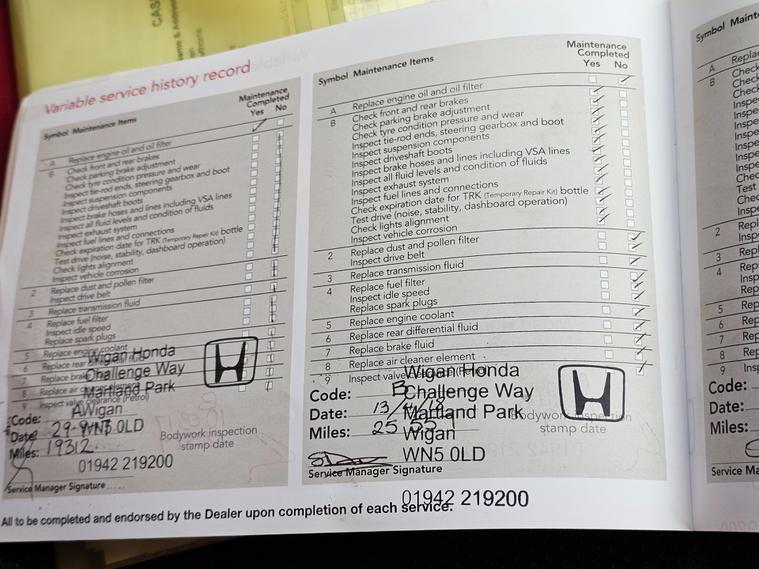 Variable service history record
Symbol Maintenance Items
Maintenance
Completed
Yes No
A Replace engine oil and oil filter
B Check front and rear brakes
Check parking brake adjustment
Check tyre condition pressure and wear
Inspect tie-rod ends, steering gearbox and boot
Inspect suspension components
Inspect driveshaft boots
Inspect brake hoses and lines including VSA lines
Inspect all fluid levels and condition of fluids
Inspect exhaust system
Inspect fuel lines and connections
Check expiration date for TRK (Temporary Repair Kit) bottle
Test drive (noise, stability, dashboard operation)
Check lights alignment
Inspect vehicle corrosion
2 Replace dust and pollen filter
Inspect drive belt
3 Replace transmission fluid
4 Replace fuel filter
Inspect idle speed
Replace spark plugs
5 Replace engine coolant
6 Replace rear
7 Replace brake
8 Replace air
9 Inspect valve clearance (Petrol)
Wigan Honda
Challenge Way
Martland Park
Wigan
WN5 0LD
01942 219200
Code: A
Date:
Miles: 19312
Bodywork inspection
stamp date
Service Manager Signature
Symbol Maintenance Items
Maintenance
Completed
Yes No
A Replace engine oil and oil filter
B Check front and rear brakes
Check parking brake adjustment
Check tyre condition pressure and wear
Inspect tie-rod ends, steering gearbox and boot
Inspect suspension components
Inspect driveshaft boots
Inspect brake hoses and lines including VSA lines
Inspect all fluid levels and condition of fluids
Inspect exhaust system
Inspect fuel lines and connections
Check expiration date for TRK (Temporary Repair Kit) bottle
Test drive (noise, stability, dashboard operation)
Check lights alignment
Inspect vehicle corrosion
2 Replace dust and pollen filter
Inspect drive belt
3 Replace transmission fluid
4 Replace fuel filter
Inspect idle speed
Replace spark plugs
5 Replace engine coolant
6 Replace rear differential fluid
7 Replace brake fluid
8 Replace air cleaner element
9 Inspect valve
Wigan Honda
Challenge Way
Martland Park
Wigan
WN5 0LD
01942 219200
Code: B
Date: 13/
Miles: 25
Bodywork inspection
stamp date
Service Manager Signature
All to be completed and endorsed by the Dealer upon completion of each service.
Symbol
A
B
2
3
4
5
6
7
8
9
Code:
Date:
Miles: